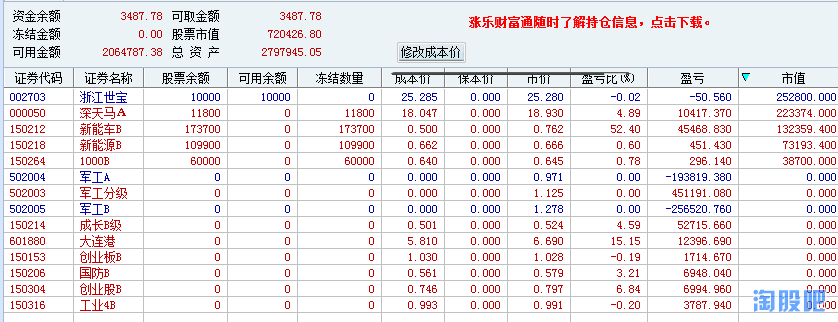 资金余额 3487.78 可取金额 3487.78 涨乐财富通随时了解持仓信息，点击下载。
冻结金额 0.00 股票市值 720426.80
可用金额 2064787.38 总 资 产 2797945.05 修改成本价
证券代码 证券名称 股票余额 可用余额 冻结数量 成本价 保本价 市价 盈亏比(%) 盈亏 市值
002703 浙江世宝 10000 10000 0 25.285 0.000 25.280 -0.02 -50.560 252800.000
000050 深天马A 11800 0 11800 18.047 0.000 18.930 4.89 10417.370 223374.000
150212 新能车B 173700 0 173700 0.500 0.000 0.762 52.40 45468.830 132359.400
150218 新能源B 109900 0 109900 0.662 0.000 0.666 0.60 451.430 73193.400
150264 1000B 60000 0 60000 0.640 0.000 0.645 0.78 296.140 38700.000
502004 军工A 0 0 0 0.000 0.000 0.971 0.00 -193819.380 0.000
502003 军工分级 0 0 0 0.000 0.000 1.125 0.00 451191.080 0.000
502005 军工B 0 0 0 0.000 0.000 1.278 0.00 -256520.760 0.000
150214 成长B级 0 0 0 0.501 0.000 0.524 4.59 52715.660 0.000
601880 大连港 0 0 0 5.810 0.000 6.690 15.15 12396.690 0.000
150153 创业板B 0 0 0 1.030 0.000 1.028 -0.19 1714.670 0.000
150206 国防B 0 0 0 0.561 0.000 0.579 3.21 6948.040 0.000
150304 创业股B 0 0 0 0.746 0.000 0.797 6.84 6994.960 0.000
150316 工业4B 0 0 0 0.993 0.000 0.991 -0.20 3787.940 0.000
淘股吧